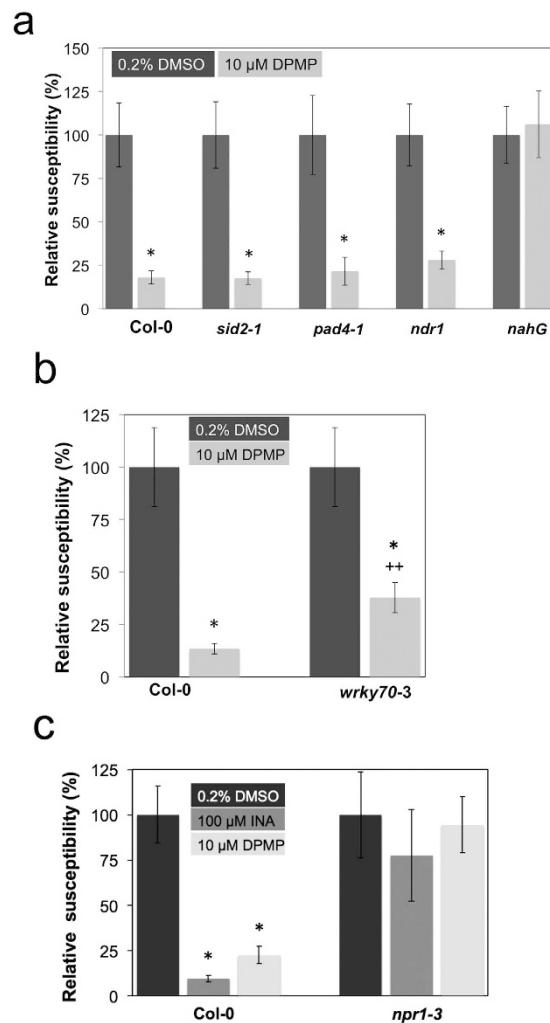 a
Relative susceptibility (%)
150
125
100
75
50
25
0
0.2% DMSO
10 µM DPMP
*
*
*
*
Col-0
sid2-1
pad4-1
ndr1
nahG
b
Relative susceptibility (%)
125
100
75
50
25
0
0.2% DMSO
10 µM DPMP
*
*
++
Col-0
wrky70-3
c
Relative susceptibility (%)
125
100
75
50
25
0
0.2% DMSO
100 µM INA
10 µM DPMP
*
*
Col-0
npr1-3